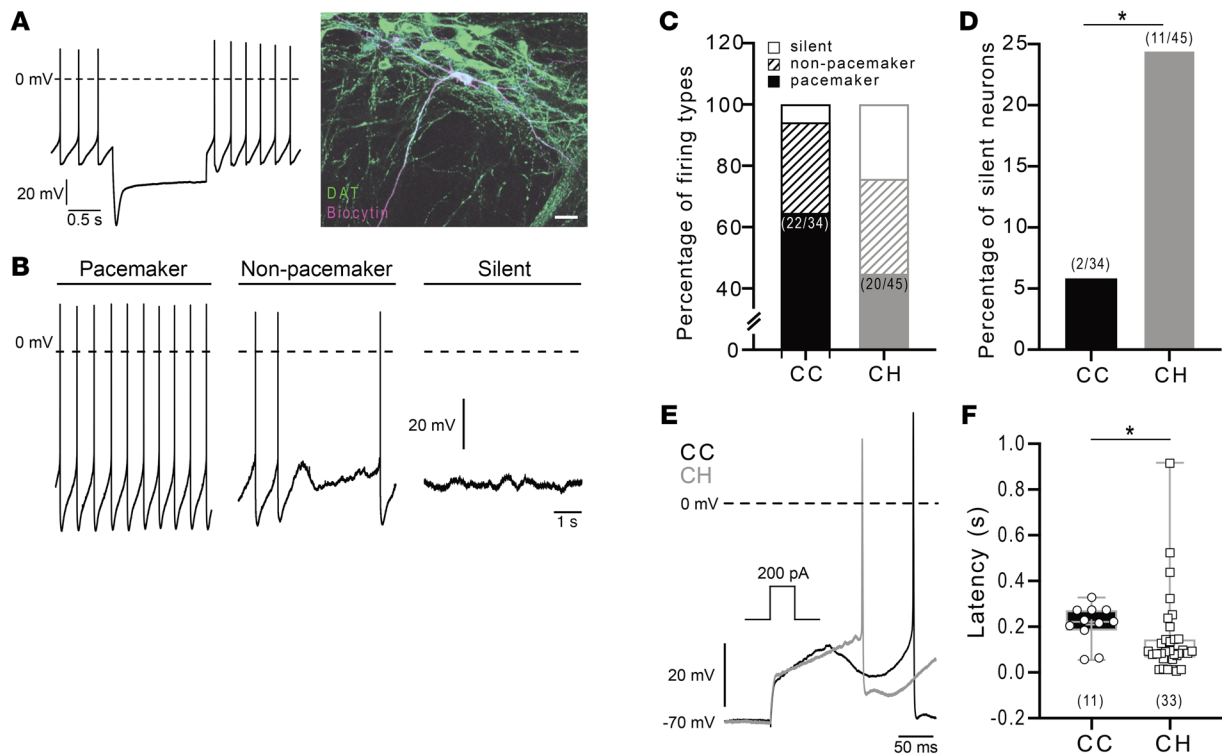 A
0 mV
20 mV
0.5 s
DAT
Biocytin
B
Pacemaker
Non-pacemaker
Silent
0 mV
20 mV
1 s
C
Percentage of firing types
120
100
80
60
40
0
silent
non-pacemaker
pacemaker
(22/34)
(20/45)
CC
CH
D
Percentage of silent neurons
25
20
15
10
5
0
*
(2/34)
(11/45)
CC
CH
E
CC
CH
0 mV
200 pA
20 mV
-70 mV
50 ms
F
Latency (s)
1.0
0.8
0.6
0.4
0.2
0.0
-0.2
*
(11)
(33)
CC
CH